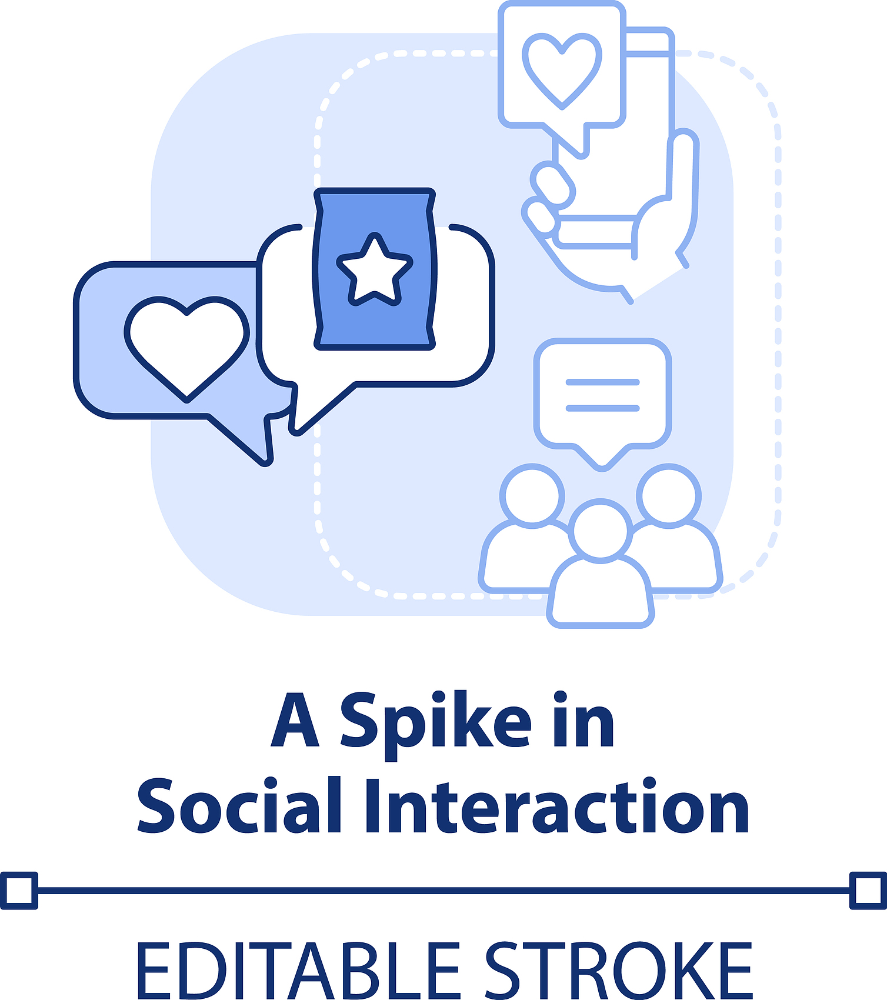 A Spike in
Social Interaction
EDITABLE STROKE